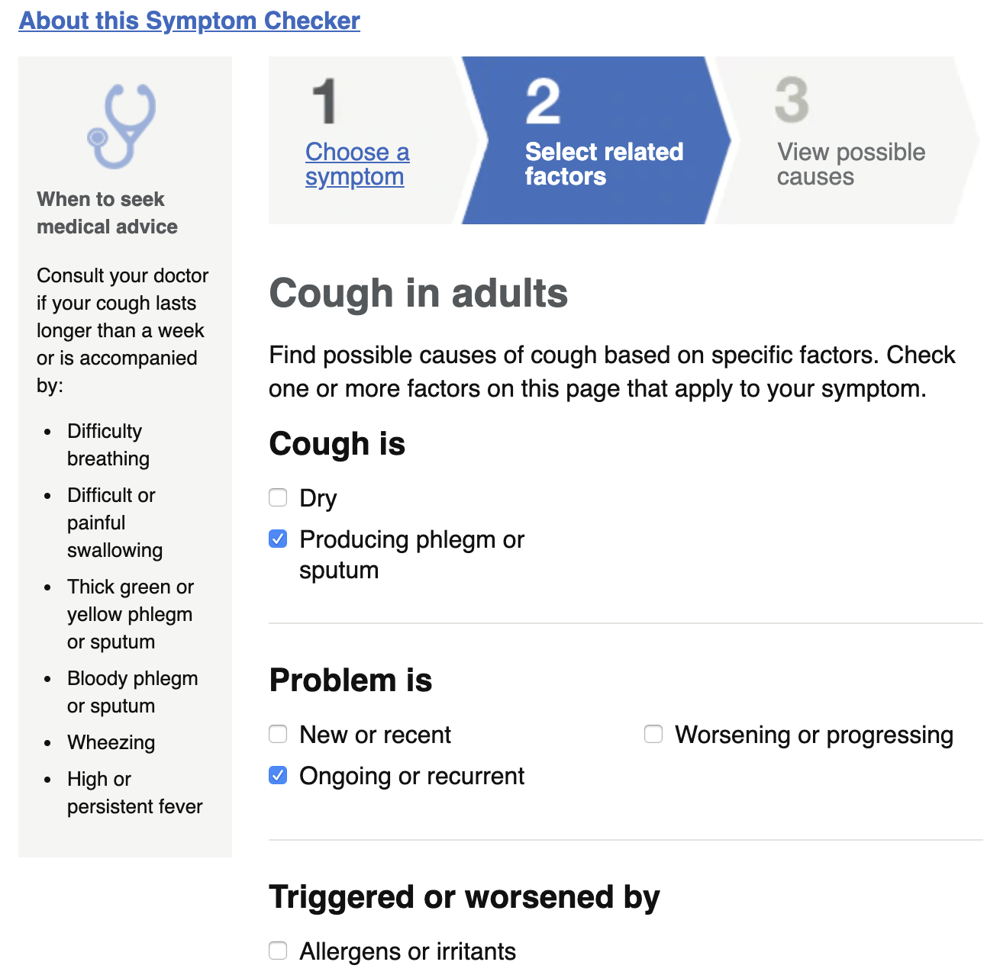 About this Symptom Checker
1
Choose a
symptom
2
Select related
factors
3
View possible
causes
When to seek
medical advice
Consult your doctor
if your cough lasts
longer than a week
or is accompanied
by:
• Difficulty
breathing
• Difficult or
painful
swallowing
• Thick green or
yellow phlegm
or sputum
• Bloody phlegm
or sputum
• Wheezing
• High or
persistent fever
Cough in adults
Find possible causes of cough based on specific factors. Check
one or more factors on this page that apply to your symptom.
Cough is
Dry
Producing phlegm or
sputum
Problem is
New or recent
Worsening or progressing
Ongoing or recurrent
Triggered or worsened by
Allergens or irritants